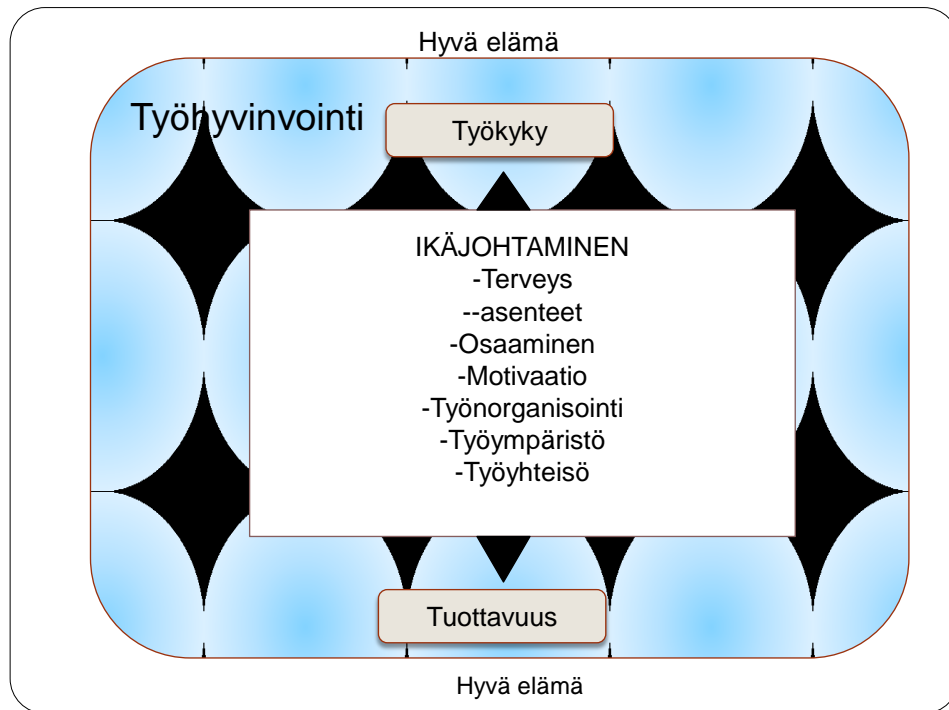 Hyvä elämä
Työhyvinvointi
Työkyky
IKÄJOHTAMINEN
-Terveys
--asenteet
-Osaaminen
-Motivaatio
-Työnorganisointi
-Työympäristö
-Työyhteisö
Tuottavuus
Hyvä elämä